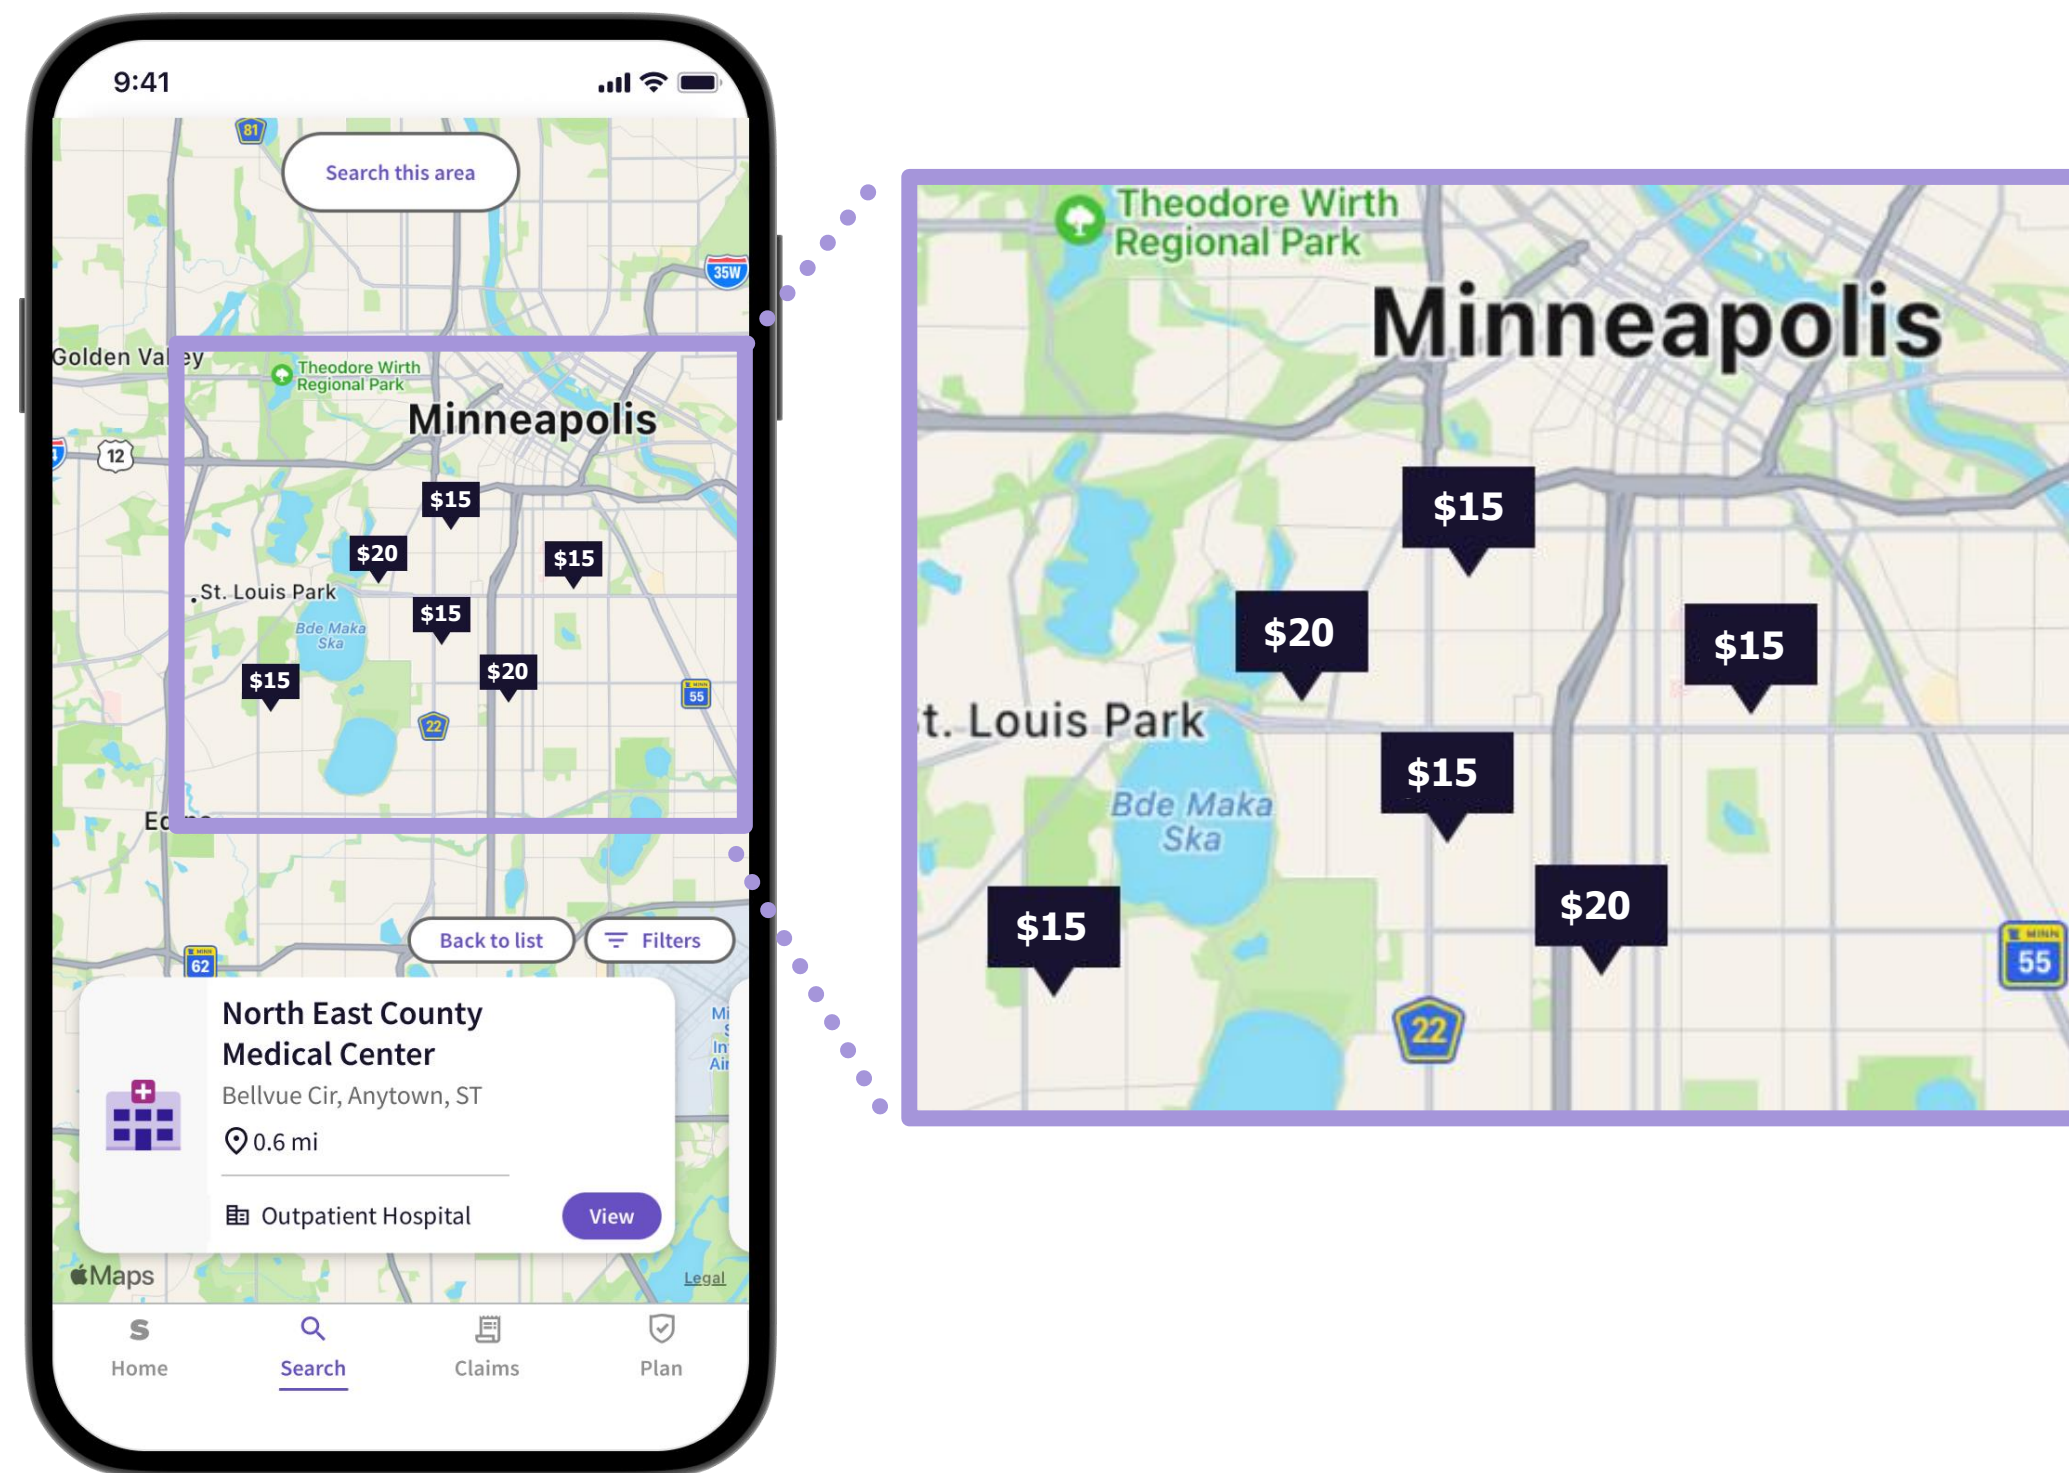 9:41
81
Search this area
35W
Theodore Wirth
Regional Park
Minneapolis
12
$15
$20
$15
St. Louis Park
$15
Bde Maka
Ska
$15
$20
MINN
55
22
Back to list
Filters
MINN
62
North East County
Medical Center
Bellvue Cir, Anytown, ST
0.6 mi
Outpatient Hospital
View
Maps
Legal
S
Home
Search
Claims
Plan
Theodore Wirth
Regional Park
Minneapolis
$15
$20
$15
t. Louis Park
$15
Bde Maka
Ska
$15
$20
MINN
55
22